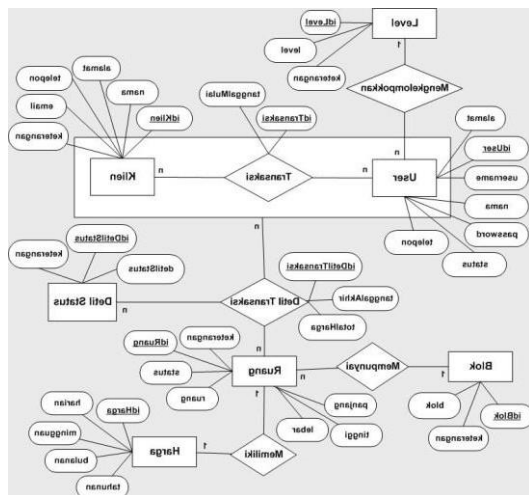 Level
idLevel
level
keterangan
1
Mengkelompokkan
n
alamat
telepon
nama
email
idKlien
keterangan
Klien
n
tanggalMulai
idTransaksi
Transaksi
n
User
alamat
idUser
username
nama
password
status
telepon
n
idDetilStatus
keterangan
detilStatus
Detil Status
n
Detil Transaksi
idDetilTransaksi
tanggalAkhir
totalHarga
n
keterangan
idRuang
status
ruang
Ruang
n
Mempunyai
1
Blok
blok
idBlok
keterangan
panjang
tinggi
lebar
1
Memiliki
1
Harga
idHarga
harian
mingguan
bulanan
tahunan